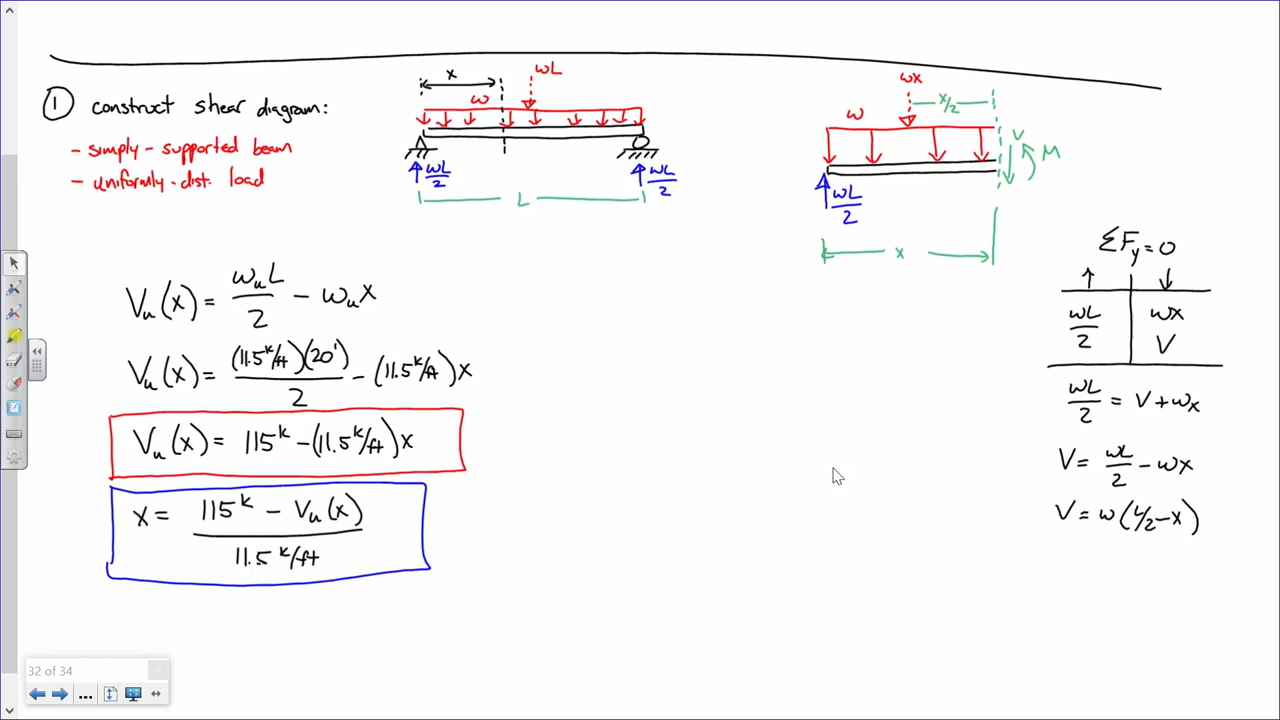 ① construct shear diagram:
- simply-supported beam
- uniformly-dist. load
x
wL
w
wL/2
wL/2
L
wx
x/2
w
V
M
wL/2
x
Vu(x) = wuL/2 - wux
Vu(x) = (11.5k/ft)(20')/2 - (11.5k/ft)x
Vu(x) = 115k - (11.5k/ft)x
x = 115k - Vu(x) / 11.5k/ft
ΣFy=0
↑ ↓
wL/2 wx
V
wL/2 = V+wx
V = wL/2 - wx
V = w(L/2-x)
32 of 34